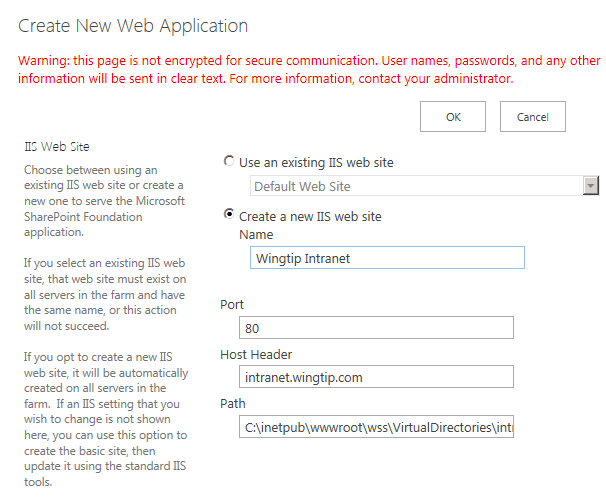 Create New Web Application
Warning: this page is not encrypted for secure communication. User names, passwords, and any other
information will be sent in clear text. For more information, contact your administrator.
OK
Cancel
IIS Web Site
Choose between using an
existing IIS web site or create a
new one to serve the Microsoft
SharePoint Foundation
application.
If you select an existing IIS web
site, that web site must exist on
all servers in the farm and have
the same name, or this action
will not succeed.
If you opt to create a new IIS
web site, it will be automatically
created on all servers in the
farm.  If an IIS setting that you
wish to change is not shown
here, you can use this option to
create the basic site, then
update it using the standard IIS
tools.
Use an existing IIS web site
Default Web Site
Create a new IIS web site
Name
Wingtip Intranet
Port
80
Host Header
intranet.wingtip.com
Path
C:\inetpub\wwwroot\wss\VirtualDirectories\int